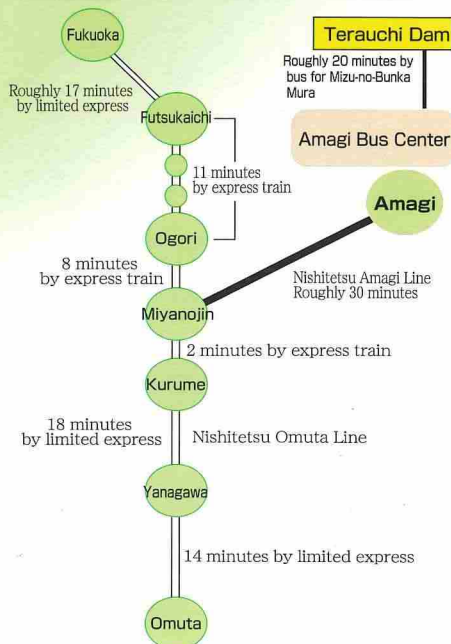 Fukuoka
Terauchi Dam
Roughly 20 minutes by
bus for Mizu-no-Bunka
Mura
Roughly 17 minutes
by limited express
Futsukaichi
Amagi Bus Center
11 minutes
by express train
Amagi
Ogori
8 minutes
by express train
Nishitetsu Amagi Line
Roughly 30 minutes
Miyanojin
2 minutes by express train
Kurume
18 minutes
by limited express
Nishitetsu Omuta Line
Yanagawa
14 minutes by limited express
Omuta